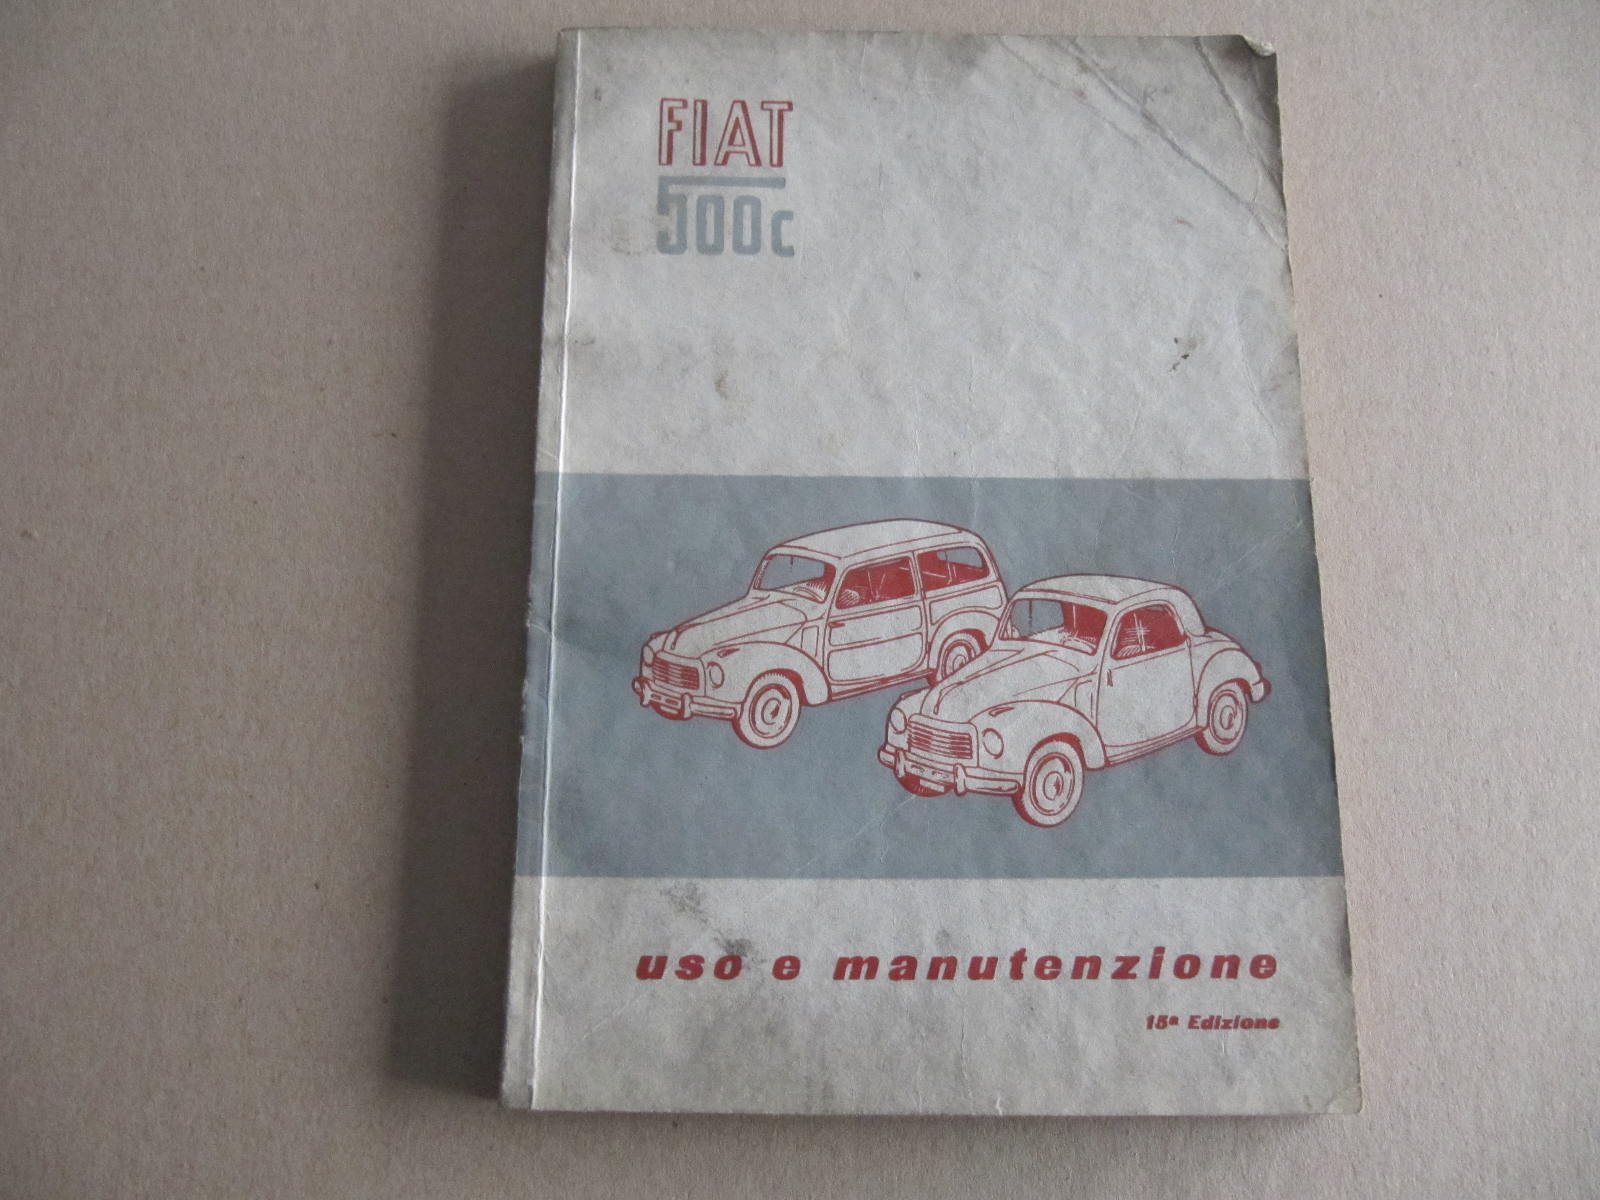 FIAT
500c
uso e manutenzione
15ª Edizione